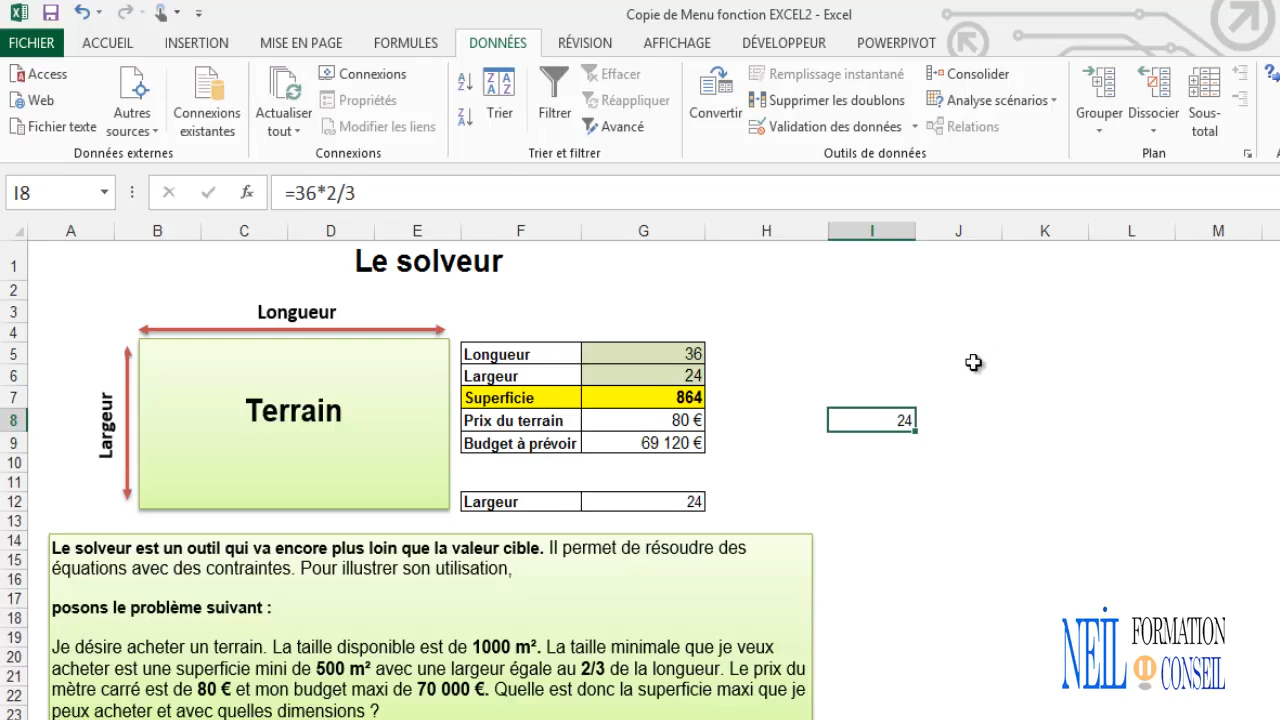 Copie de Menu fonction EXCEL2 - Excel
FICHIER ACCUEIL INSERTION MISE EN PAGE FORMULES DONNÉES RÉVISION AFFICHAGE DÉVELOPPEUR POWERPIVOT
Access
Web
Fichier texte
Autres sources
Connexions existantes
Données externes
Actualiser tout
Connexions
Propriétés
Modifier les liens
Connexions
Trier
Filtrer
Effacer
Réappliquer
Avancé
Trier et filtrer
Convertir
Remplissage instantané
Supprimer les doublons
Validation des données
Consolider
Analyse scénarios
Relations
Outils de données
Grouper
Dissocier
Sous-
total
Plan
I8 fx =36*2/3
A B C D E F G H I J K L M
1 Le solveur
2
3 Longueur
4
5 Longueur 36
6 Largeur 24
7 Superficie 864
8 Prix du terrain 80 € 24
9 Budget à prévoir 69 120 €
Largeur
Terrain
10
11
12 Largeur 24
13
14 Le solveur est un outil qui va encore plus loin que la valeur cible. Il permet de résoudre des
15 équations avec des contraintes. Pour illustrer son utilisation,
16
17 posons le problème suivant :
18
19 Je désire acheter un terrain. La taille disponible est de 1000 m². La taille minimale que je veux
20 acheter est une superficie mini de 500 m² avec une largeur égale au 2/3 de la longueur. Le prix du
21
22 mètre carré est de 80 € et mon budget maxi de 70 000 €. Quelle est donc la superficie maxi que je
23 peux acheter et avec quelles dimensions ?
NEIL FORMATION
CONSEIL